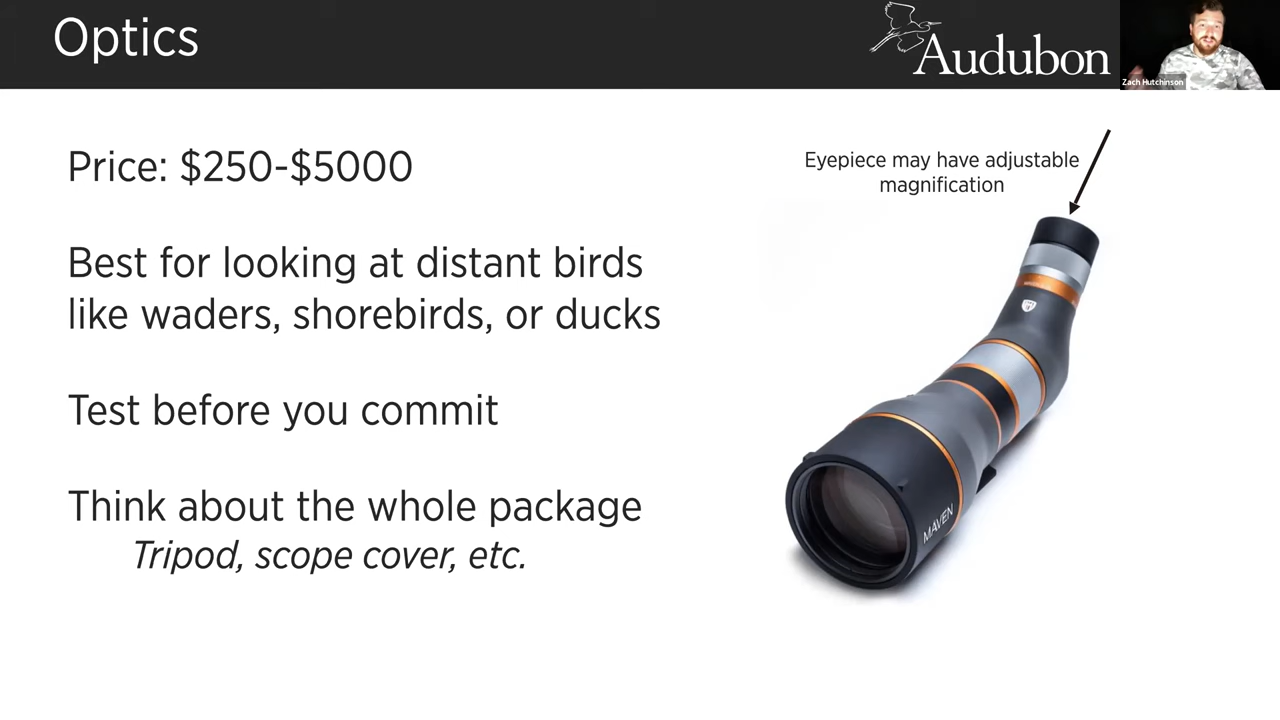 Optics
Audubon
Zach Hutchinson
Price: $250-$5000
Eyepiece may have adjustable
magnification
Best for looking at distant birds
like waders, shorebirds, or ducks
Test before you commit
Think about the whole package
Tripod, scope cover, etc.
MAVEN